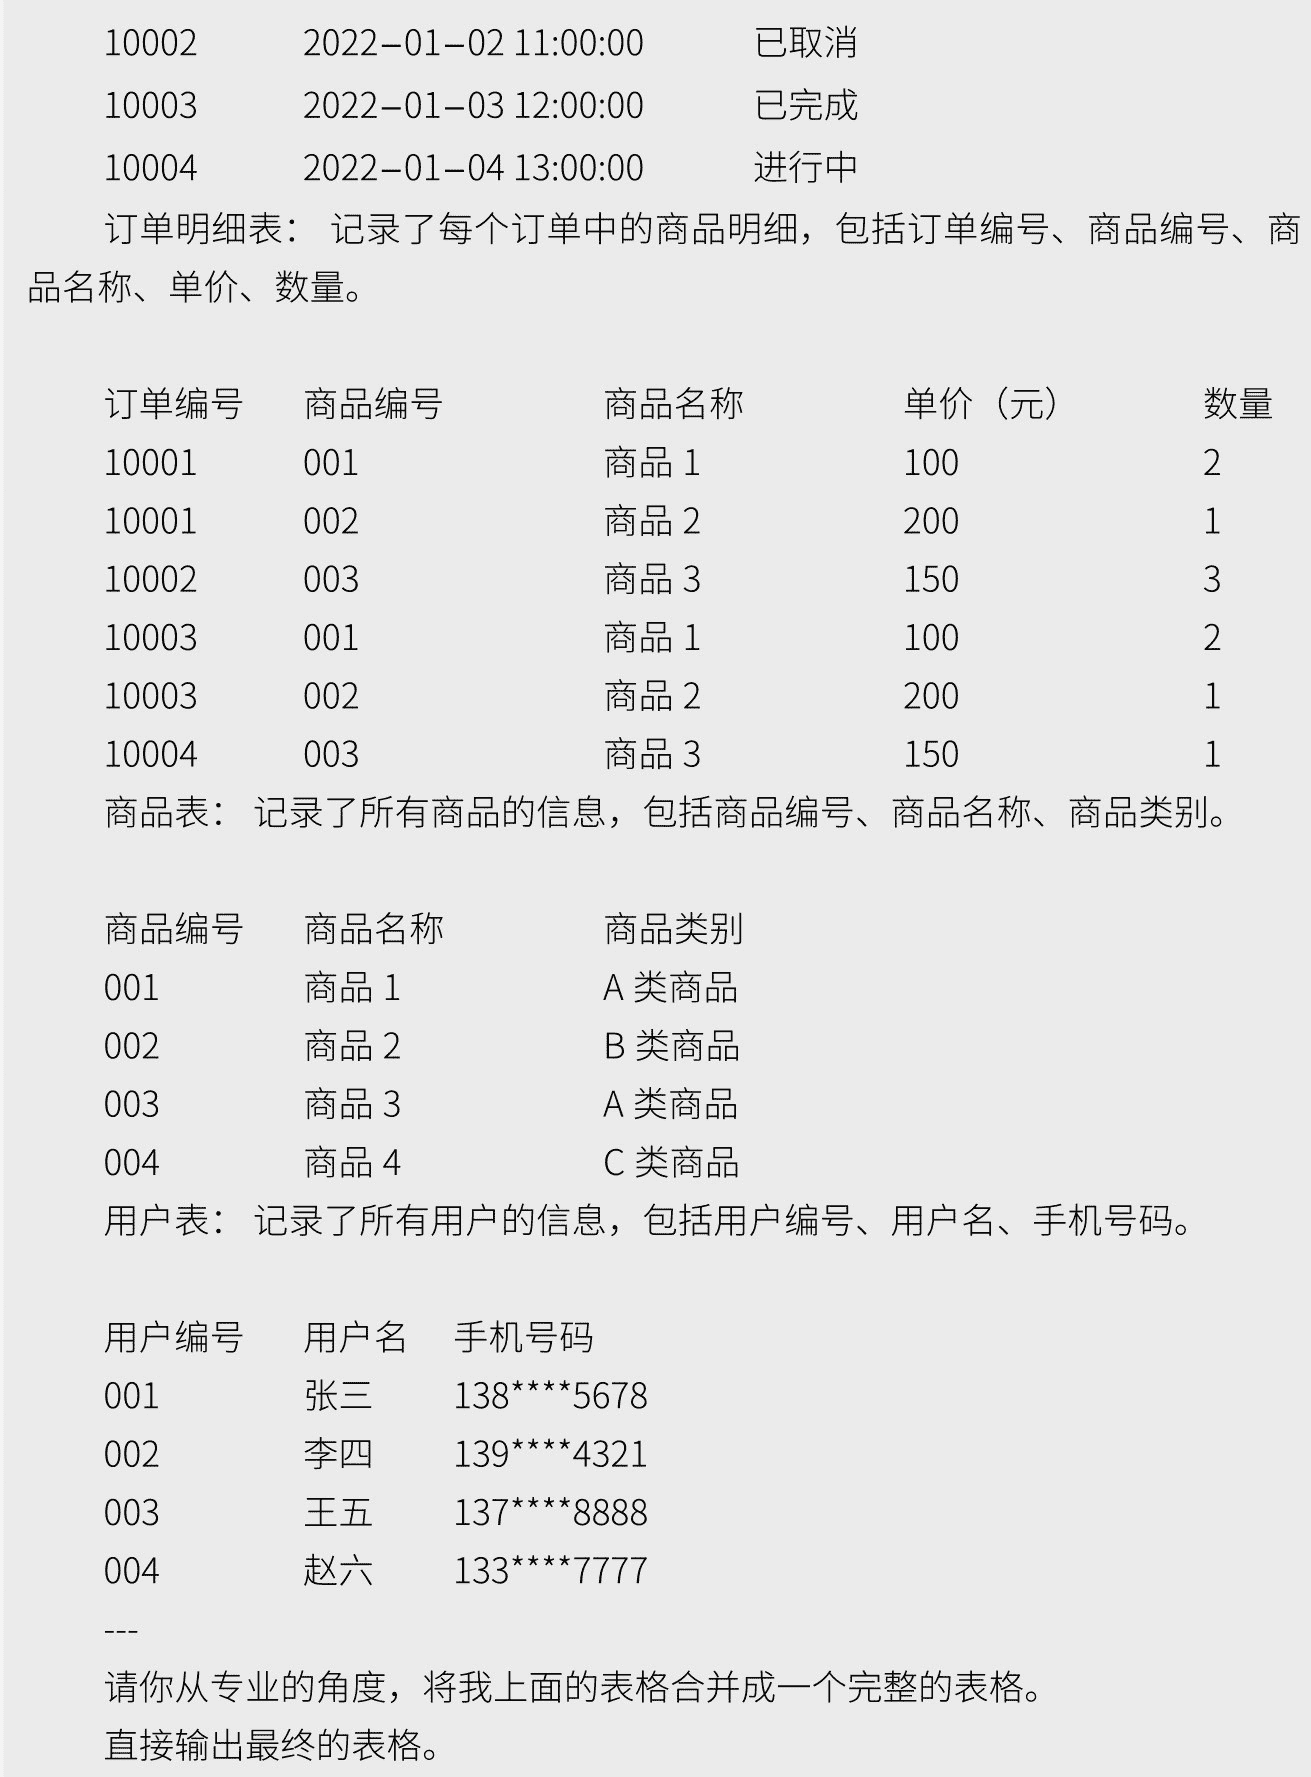 10002 2022-01-02 11:00:00 已取消
10003 2022-01-03 12:00:00 已完成
10004 2022-01-04 13:00:00 进行中
订单明细表： 记录了每个订单中的商品明细，包括订单编号、商品编号、商
品名称、单价、数量。
订单编号 商品编号 商品名称 单价（元） 数量
10001 001 商品 1 100 2
10001 002 商品 2 200 1
10002 003 商品 3 150 3
10003 001 商品 1 100 2
10003 002 商品 2 200 1
10004 003 商品 3 150 1
商品表： 记录了所有商品的信息，包括商品编号、商品名称、商品类别。
商品编号 商品名称 商品类别
001 商品 1 A 类商品
002 商品 2 B 类商品
003 商品 3 A 类商品
004 商品 4 C 类商品
用户表： 记录了所有用户的信息，包括用户编号、用户名、手机号码。
用户编号 用户名 手机号码
001 张三 138****5678
002 李四 139****4321
003 王五 137****8888
004 赵六 133****7777
---
请你从专业的角度，将我上面的表格合并成一个完整的表格。
直接输出最终的表格。